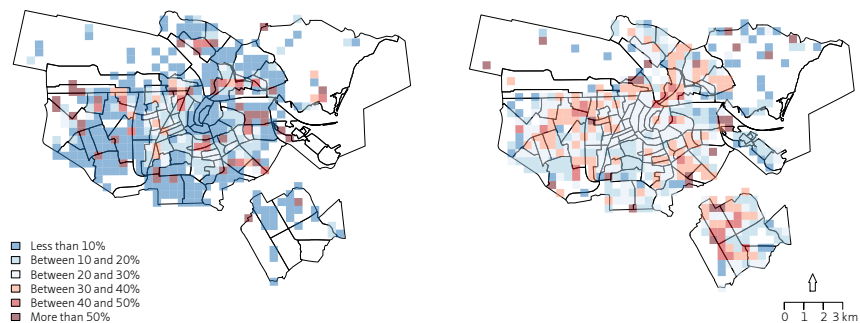 Less than 10%
Between 10 and 20%
Between 20 and 30%
Between 30 and 40%
Between 40 and 50%
More than 50%
0 1 2 3 km